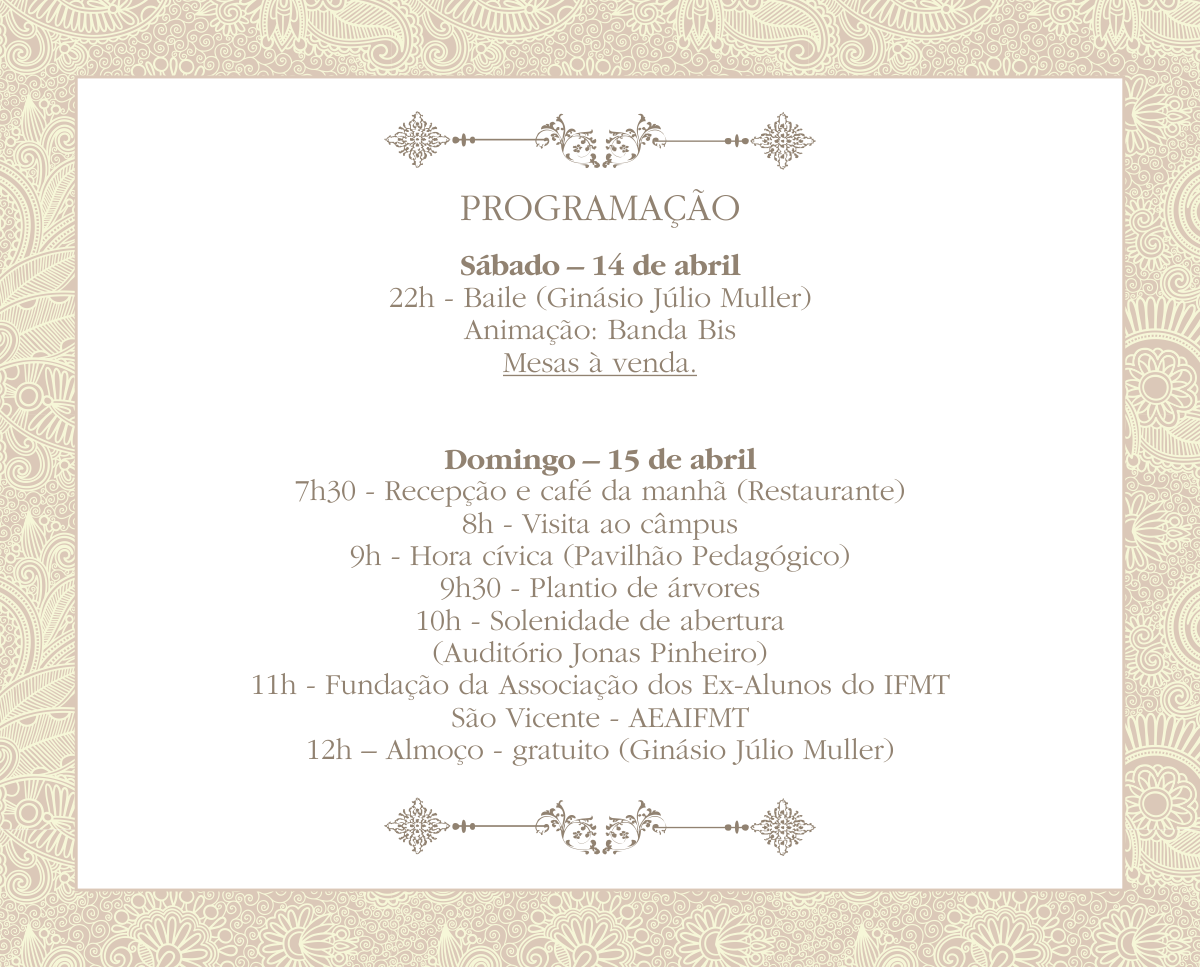 PROGRAMAÇÃO
Sábado – 14 de abril
22h - Baile (Ginásio Júlio Muller)
Animação: Banda Bis
Mesas à venda.
Domingo – 15 de abril
7h30 - Recepção e café da manhã (Restaurante)
8h - Visita ao câmpus
9h - Hora cívica (Pavilhão Pedagógico)
9h30 - Plantio de árvores
10h - Solenidade de abertura
(Auditório Jonas Pinheiro)
11h - Fundação da Associação dos Ex-Alunos do IFMT
São Vicente - AEAIFMT
12h – Almoço - gratuito (Ginásio Júlio Muller)